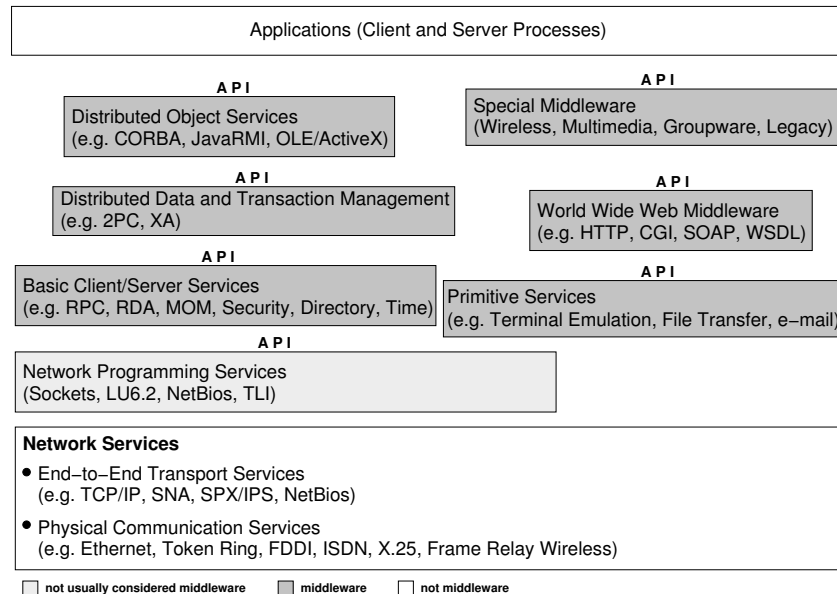 Applications (Client and Server Processes)
A P I
Distributed Object Services
(e.g. CORBA, JavaRMI, OLE/ActiveX)
A P I
Special Middleware
(Wireless, Multimedia, Groupware, Legacy)
A P I
Distributed Data and Transaction Management
(e.g. 2PC, XA)
A P I
World Wide Web Middleware
(e.g. HTTP, CGI, SOAP, WSDL)
A P I
Basic Client/Server Services
(e.g. RPC, RDA, MOM, Security, Directory, Time)
A P I
Primitive Services
(e.g. Terminal Emulation, File Transfer, e−mail)
A P I
Network Programming Services
(Sockets, LU6.2, NetBios, TLI)
Network Services
• End−to−End Transport Services
(e.g. TCP/IP, SNA, SPX/IPS, NetBios)
• Physical Communication Services
(e.g. Ethernet, Token Ring, FDDI, ISDN, X.25, Frame Relay Wireless)
not usually considered middleware
middleware
not middleware